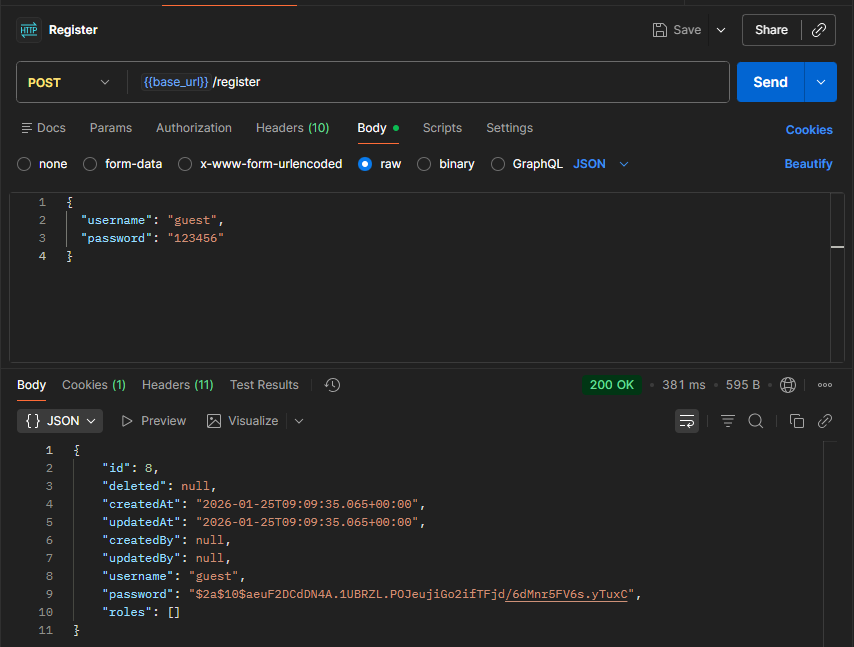 HTTP Register Save Share
POST {{base_url}} /register Send
Docs Params Authorization Headers (10) Body Scripts Settings Cookies
none form-data x-www-form-urlencoded raw binary GraphQL JSON Beautify
1 {
2 "username": "guest",
3 "password": "123456"
4 }
Body Cookies (1) Headers (11) Test Results 200 OK • 381 ms • 595 B •
{} JSON Preview Visualize
1 {
2 "id": 8,
3 "deleted": null,
4 "createdAt": "2026-01-25T09:09:35.065+00:00",
5 "updatedAt": "2026-01-25T09:09:35.065+00:00",
6 "createdBy": null,
7 "updatedBy": null,
8 "username": "guest",
9 "password": "$2a$10$aeuF2DCdDN4A.1UBRZL.POJeujiGo2ifTFjd/6dMnr5FV6s.yTuxC",
10 "roles": []
11 }